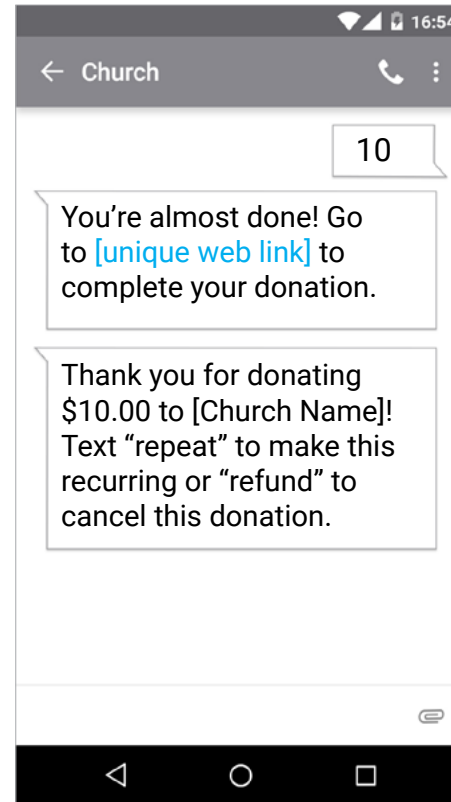 16:54
Church
10
You’re almost done! Go
to [unique web link] to
complete your donation.
Thank you for donating
$10.00 to [Church Name]!
Text “repeat” to make this
recurring or “refund” to
cancel this donation.